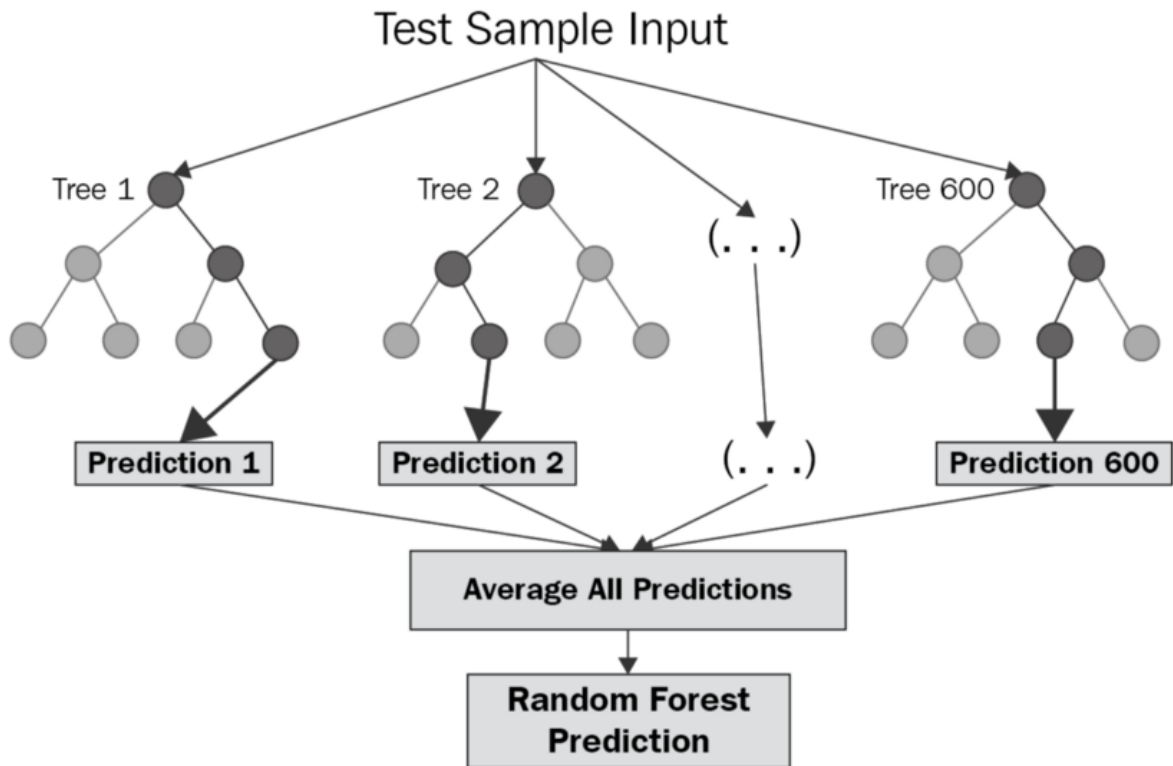 Test Sample Input
Tree 1
Tree 2
Tree 600
(. . .)
Prediction 1
Prediction 2
(. . .)
Prediction 600
Average All Predictions
Random Forest
Prediction